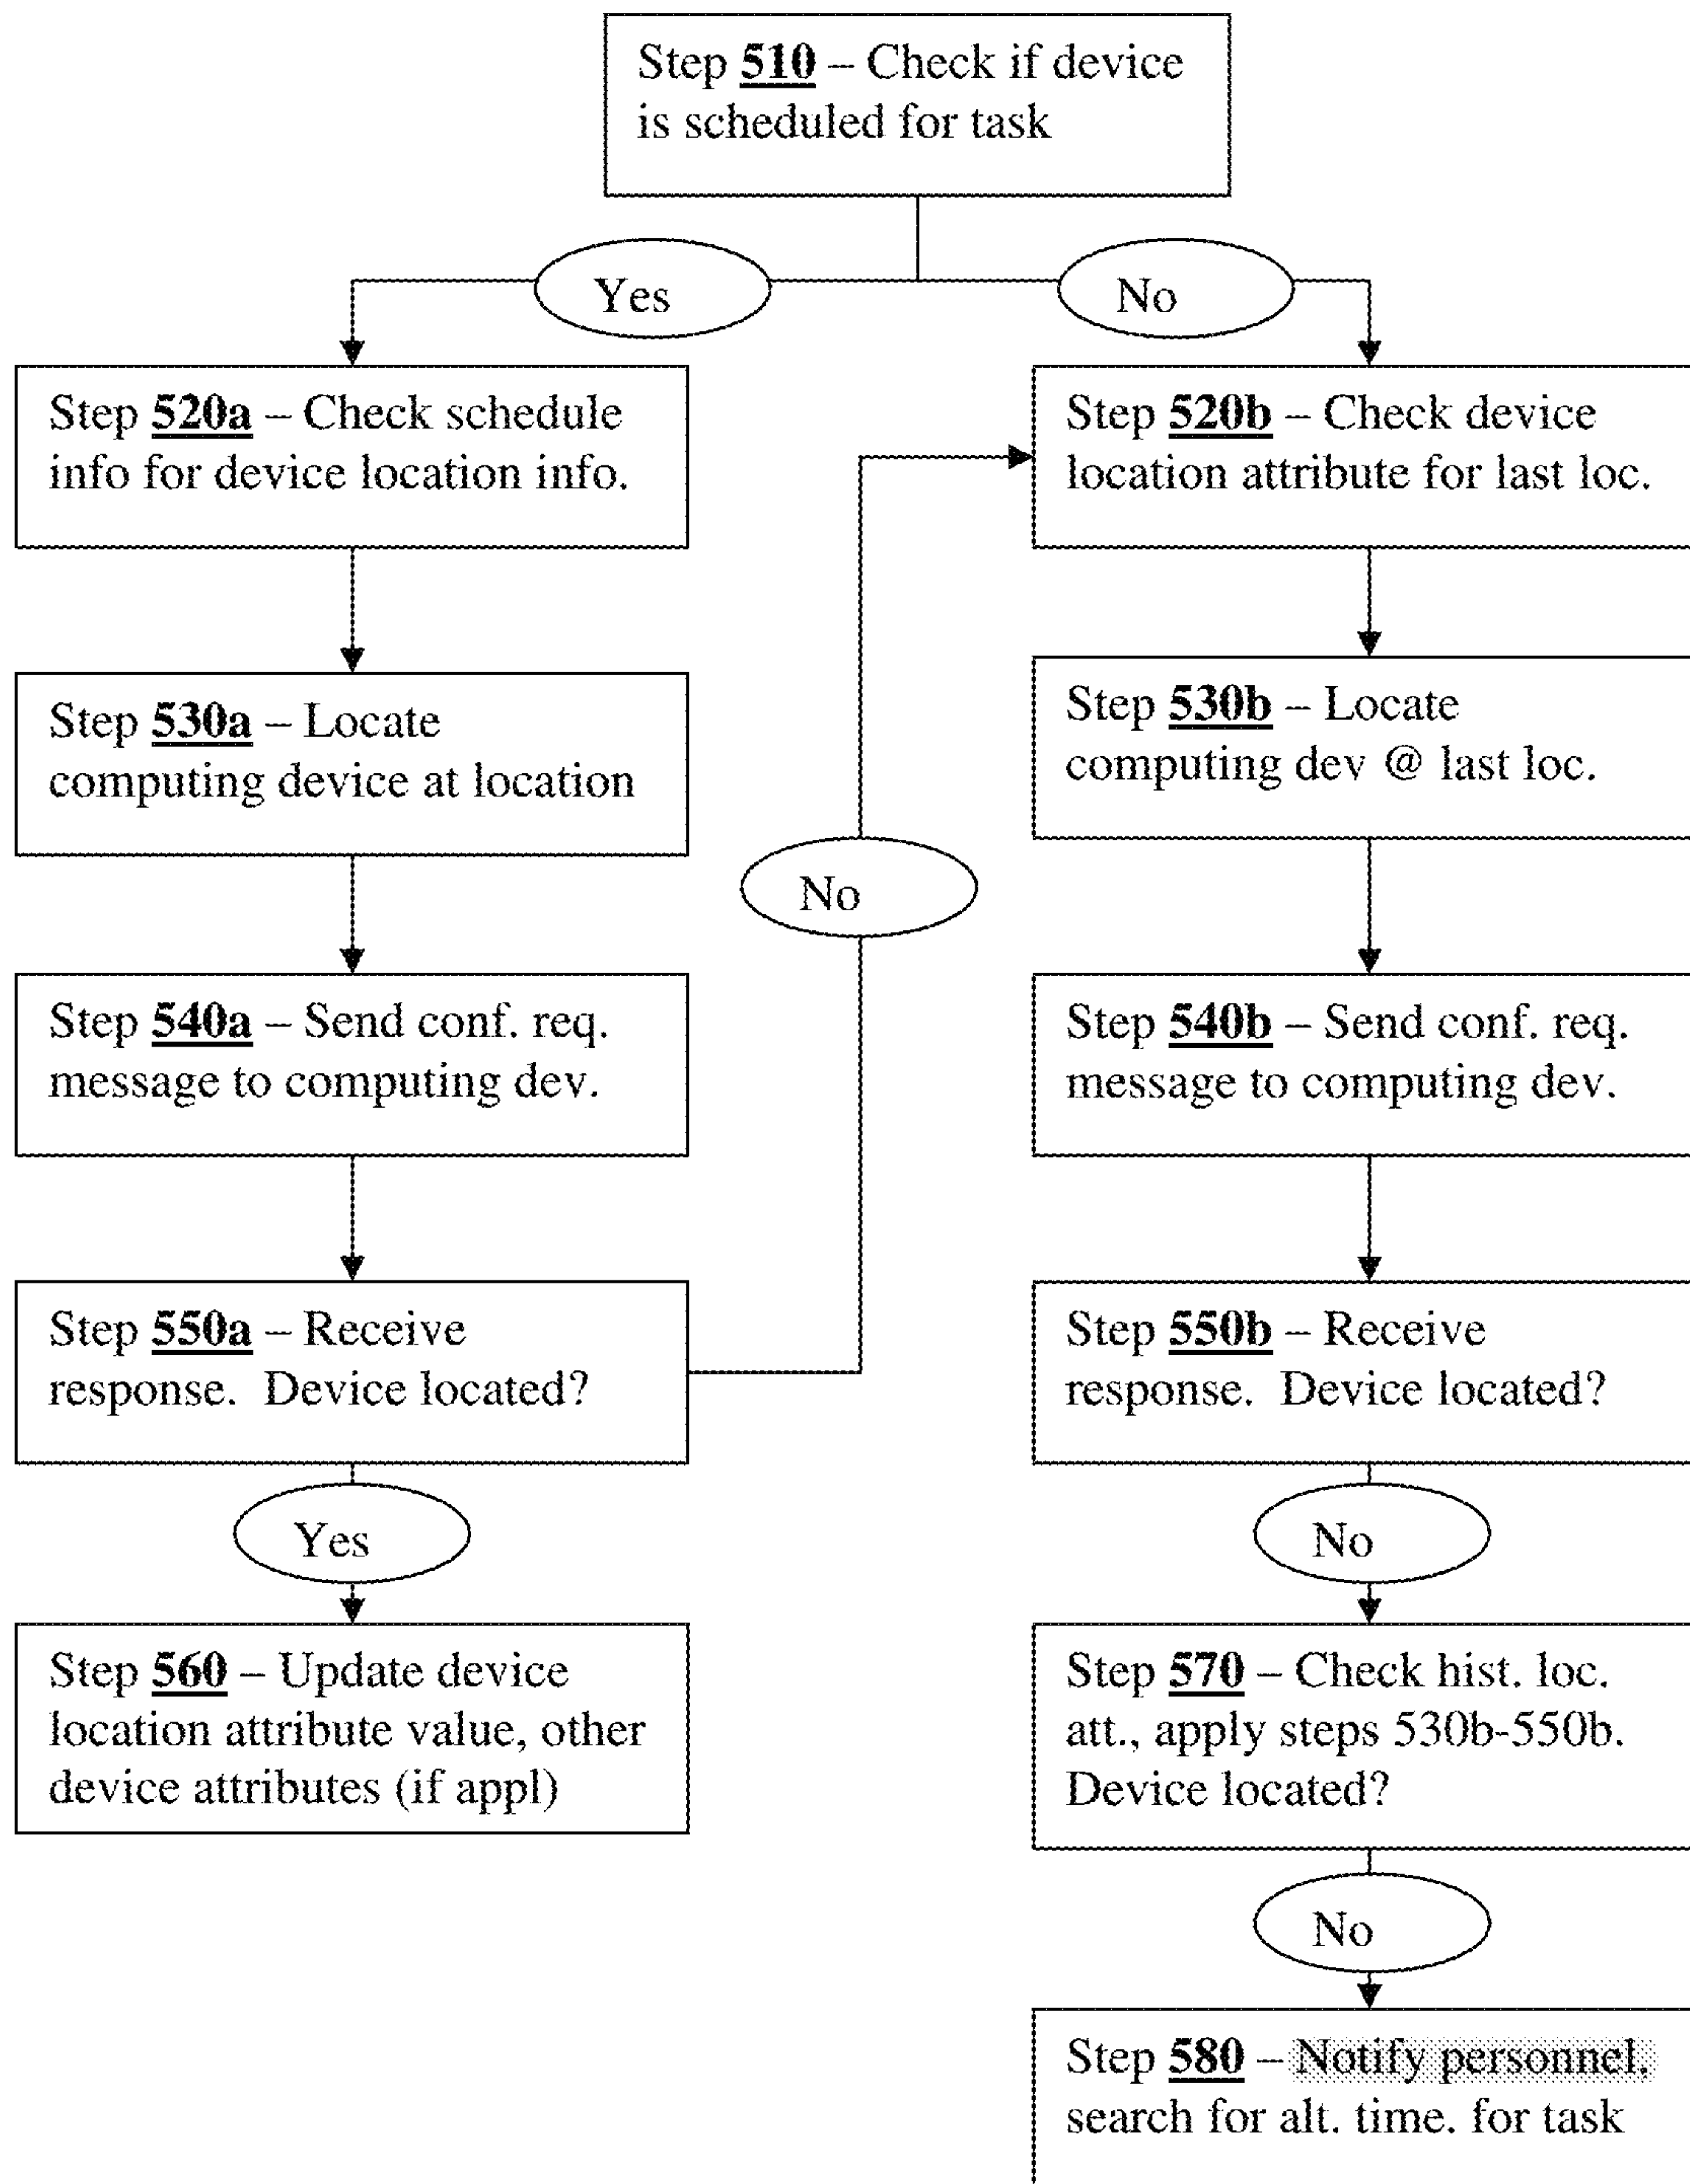 Step 510 – Check if device
is scheduled for task
Yes
No
Step 520a – Check schedule
info for device location info.
Step 520b – Check device
location attribute for last loc.
Step 530a – Locate
computing device at location
Step 530b – Locate
computing dev @ last loc.
No
Step 540a – Send conf. req.
message to computing dev.
Step 540b – Send conf. req.
message to computing dev.
Step 550a – Receive
response.  Device located?
Step 550b – Receive
response.  Device located?
Yes
No
Step 560 – Update device
location attribute value, other
device attributes (if appl)
Step 570 – Check hist. loc.
att., apply steps 530b-550b.
Device located?
No
Step 580 – Notify personnel,
search for alt. time. for task